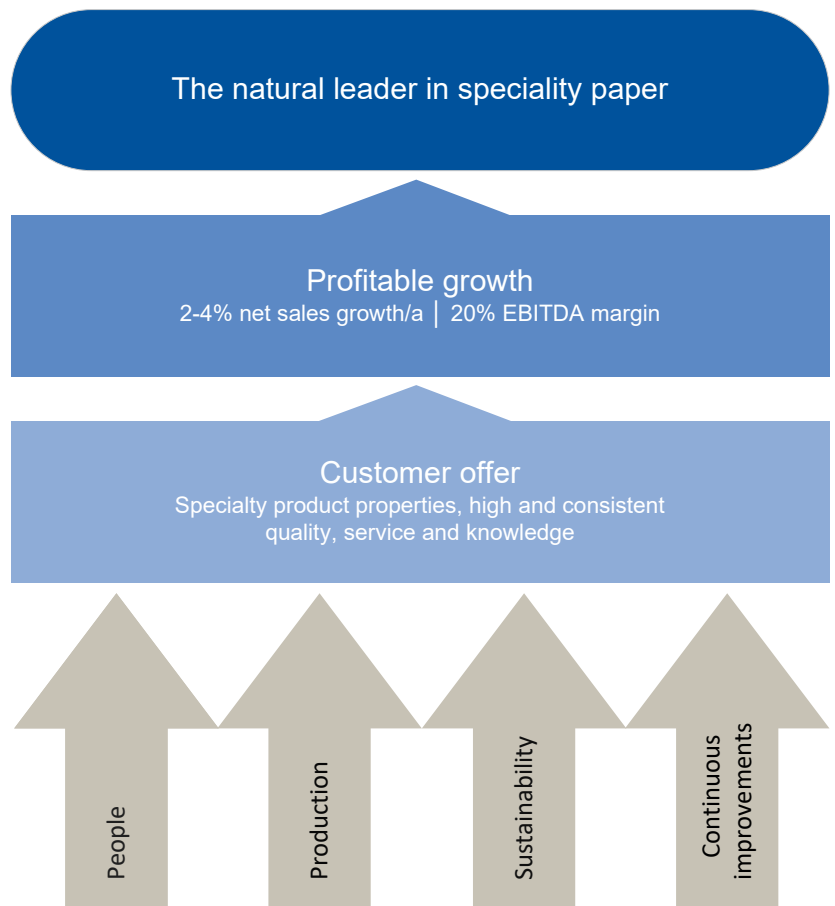 The natural leader in speciality paper
Profitable growth
2-4% net sales growth/a | 20% EBITDA margin
Customer offer
Specialty product properties, high and consistent
quality, service and knowledge
People
Production
Sustainability
Continuous
improvements